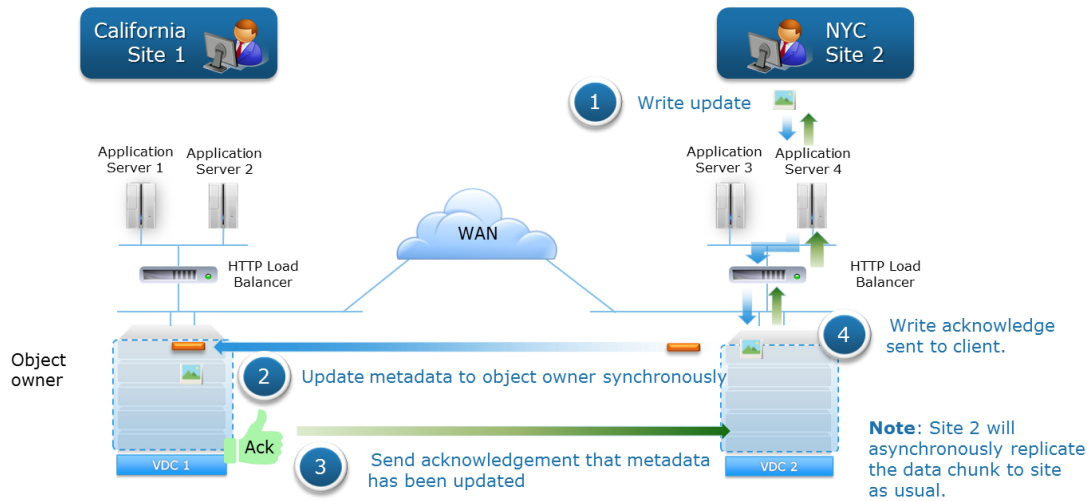 California
Site 1
NYC
Site 2
1
Write update
Application
Server 1
Application
Server 2
Application
Server 3
Application
Server 4
WAN
HTTP Load
Balancer
HTTP Load
Balancer
4
Write acknowledge
sent to client.
Object
owner
2
Update metadata to object owner synchronously
Ack
3
Send acknowledgement that metadata
has been updated
VDC 1
VDC 2
Note: Site 2 will
asynchronously replicate
the data chunk to site
as usual.